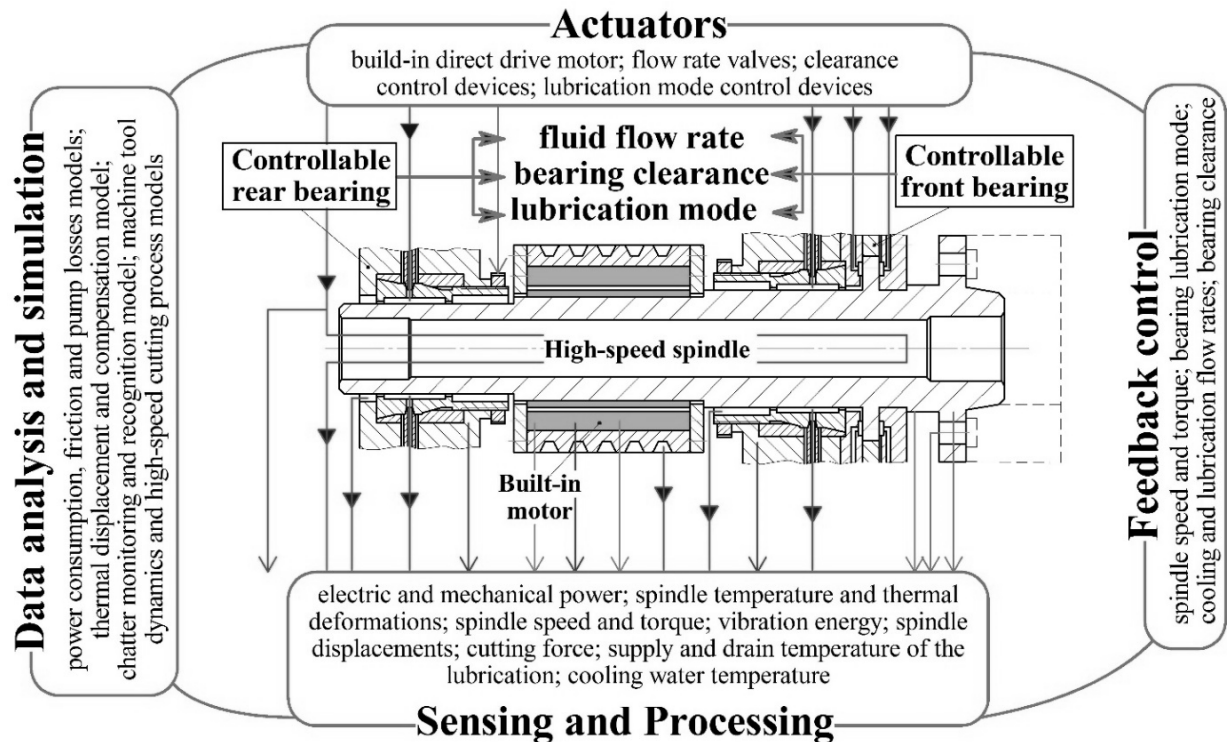 Actuators
build-in direct drive motor; flow rate valves; clearance
control devices; lubrication mode control devices
Data analysis and simulation
power consumption, friction and pump losses models;
thermal displacement and compensation model;
chatter monitoring and recognition model; machine tool
dynamics and high-speed cutting process models
Controllable
rear bearing
fluid flow rate
bearing clearance
lubrication mode
Controllable
front bearing
High-speed spindle
Built-in
motor
Feedback control
spindle speed and torque; bearing lubrication mode;
cooling and lubrication flow rates; bearing clearance
electric and mechanical power; spindle temperature and thermal
deformations; spindle speed and torque; vibration energy; spindle
displacements; cutting force; supply and drain temperature of the
lubrication; cooling water temperature
Sensing and Processing